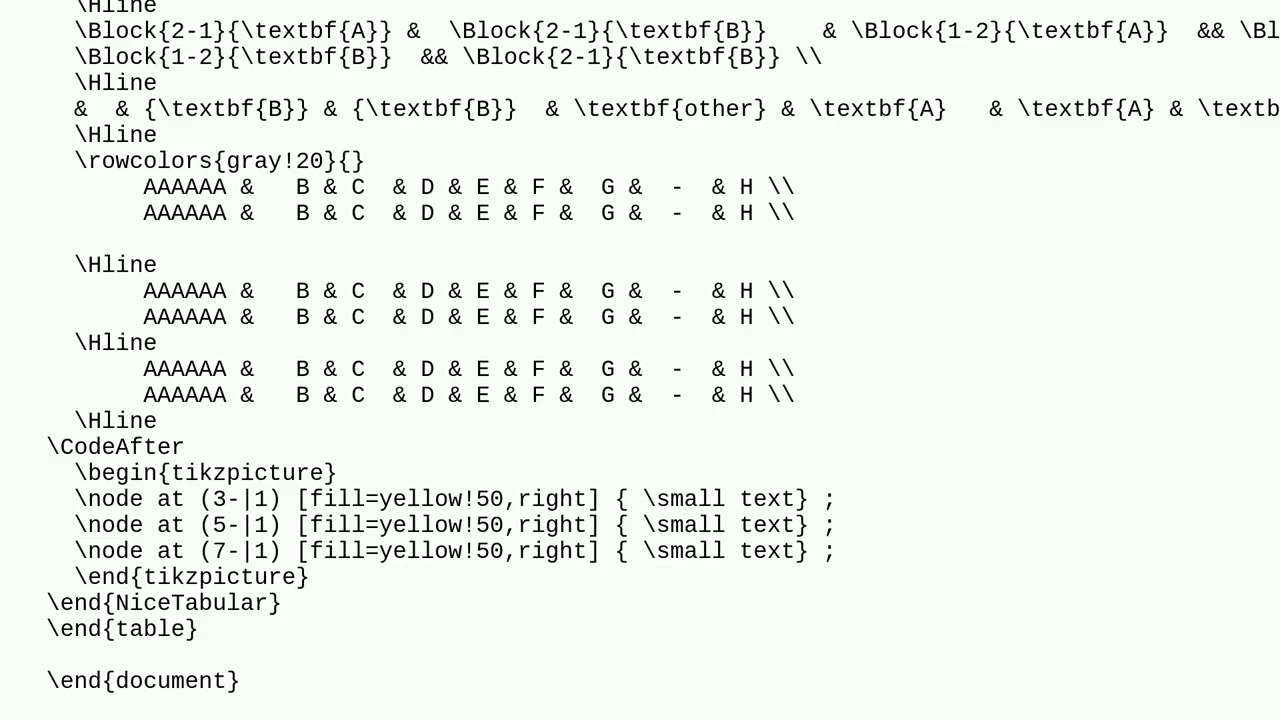 \Hline
\Block{2-1}{\textbf{A}} &  \Block{2-1}{\textbf{B}}    & \Block{1-2}{\textbf{A}}  && \Bl
\Block{1-2}{\textbf{B}}  && \Block{2-1}{\textbf{B}} \\
\Hline
&  & {\textbf{B}} & {\textbf{B}}  & \textbf{other} & \textbf{A}   & \textbf{A} & \textb
\Hline
\rowcolors{gray!20}{}
AAAAAA &   B & C  & D & E & F &  G &  -  & H \\
AAAAAA &   B & C  & D & E & F &  G &  -  & H \\
\Hline
AAAAAA &   B & C  & D & E & F &  G &  -  & H \\
AAAAAA &   B & C  & D & E & F &  G &  -  & H \\
\Hline
AAAAAA &   B & C  & D & E & F &  G &  -  & H \\
AAAAAA &   B & C  & D & E & F &  G &  -  & H \\
\Hline
\CodeAfter
\begin{tikzpicture}
\node at (3-|1) [fill=yellow!50,right] { \small text} ;
\node at (5-|1) [fill=yellow!50,right] { \small text} ;
\node at (7-|1) [fill=yellow!50,right] { \small text} ;
\end{tikzpicture}
\end{NiceTabular}
\end{table}
\end{document}